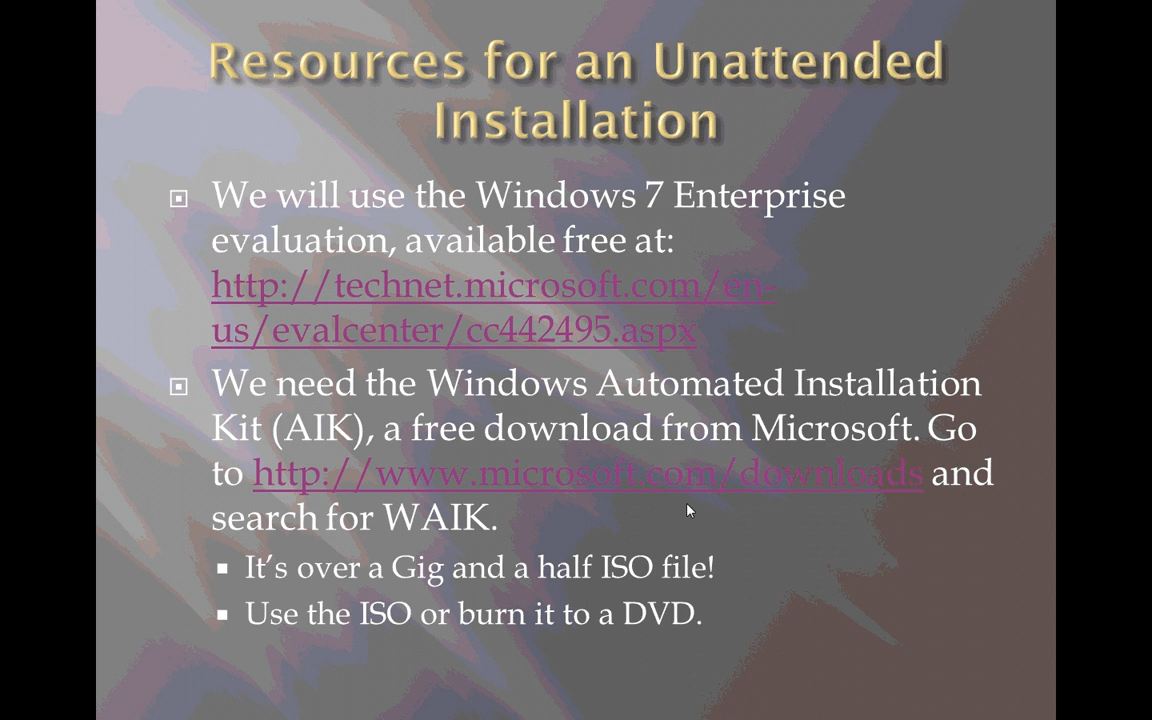 Resources for an Unattended
Installation
We will use the Windows 7 Enterprise
evaluation, available free at:
http://technet.microsoft.com/en-
us/evalcenter/cc442495.aspx
We need the Windows Automated Installation
Kit (AIK), a free download from Microsoft. Go
to http://www.microsoft.com/downloads and
search for WAIK.
It’s over a Gig and a half ISO file!
Use the ISO or burn it to a DVD.